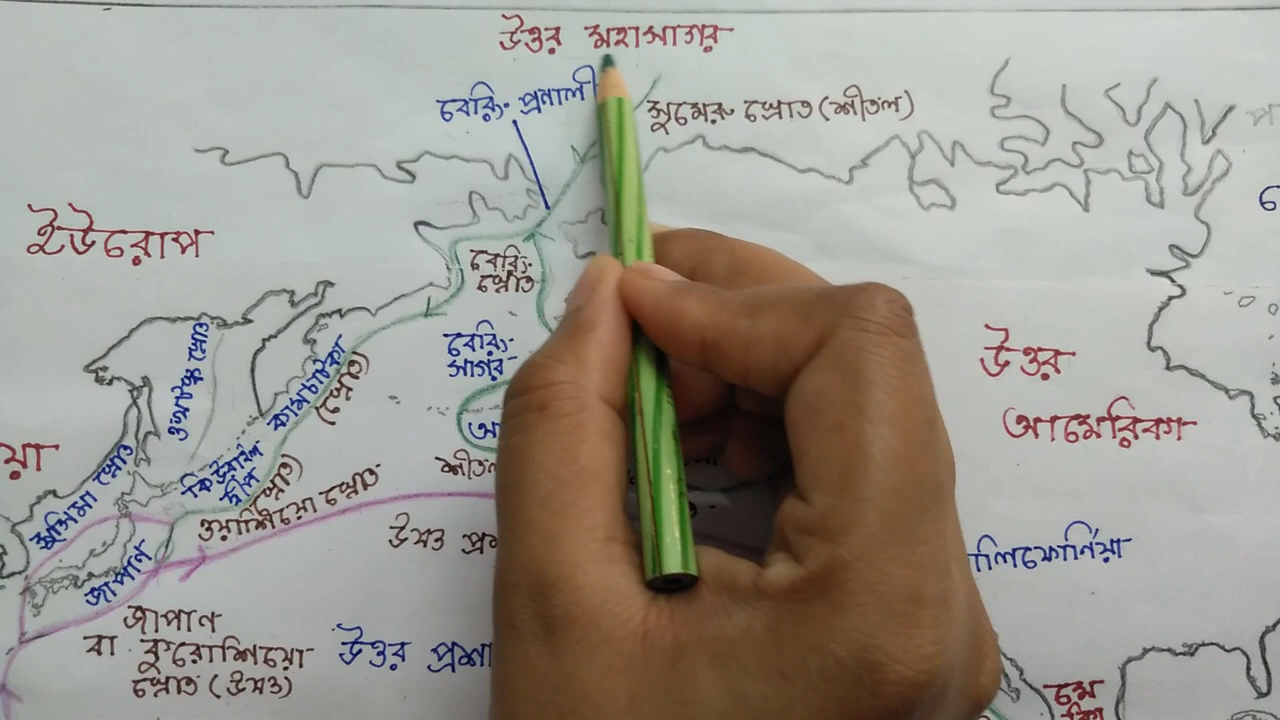 উত্তর মহাসাগর
বেরিং প্রণালী
সুমেরু স্রোত (শীতল)
ইউরোপ
বেরিং
স্রোত
বেরিং
সাগর
উত্তর
আমেরিকা
ওখটস্ক স্রোত
কামচাটকা
(স্রোত)
কিউরাইল
দ্বীপ
স্রোত)
সুসিমা স্রোত
জাপান
ওয়াশিয়ো স্রোত
উষ্ণ
লিফোর্নিয়া
জাপান
বা কুরোশিয়ো
স্রোত (উষ্ণ)
উত্তর প্রশা